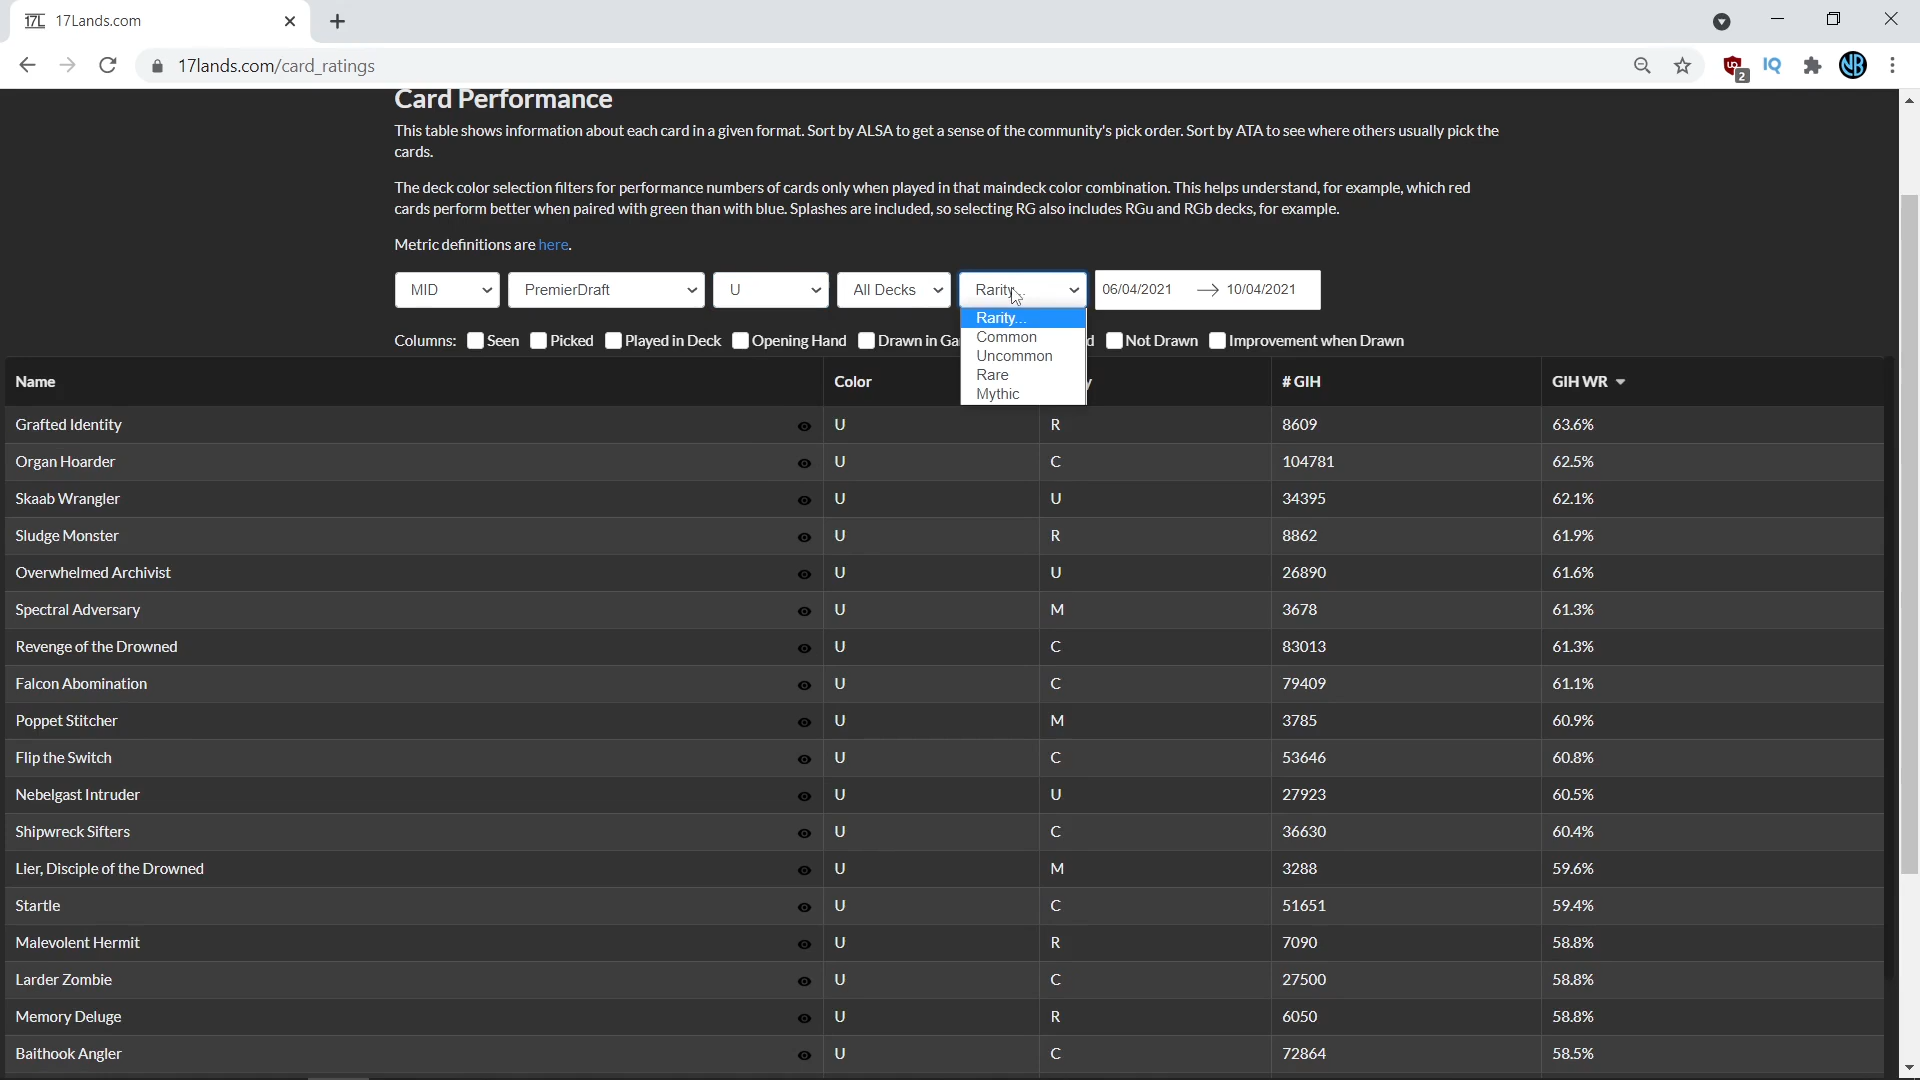 17L 17Lands.com
17lands.com/card_ratings
2
IQ
NB
Card Performance
This table shows information about each card in a given format. Sort by ALSA to get a sense of the community's pick order. Sort by ATA to see where others usually pick the
cards.
The deck color selection filters for performance numbers of cards only when played in that maindeck color combination. This helps understand, for example, which red
cards perform better when paired with green than with blue. Splashes are included, so selecting RG also includes RGu and RGb decks, for example.
Metric definitions are here.
MID PremierDraft U All Decks Rarity... 06/04/2021 → 10/04/2021
Rarity...
Common
Uncommon
Rare
Mythic
Columns: Seen Picked Played in Deck Opening Hand Drawn in Not Drawn Improvement when Drawn
Name Color # GIH GIH WR
Grafted Identity U R 8609 63.6%
Organ Hoarder U C 104781 62.5%
Skaab Wrangler U U 34395 62.1%
Sludge Monster U R 8862 61.9%
Overwhelmed Archivist U U 26890 61.6%
Spectral Adversary U M 3678 61.3%
Revenge of the Drowned U C 83013 61.3%
Falcon Abomination U C 79409 61.1%
Poppet Stitcher U M 3785 60.9%
Flip the Switch U C 53646 60.8%
Nebelgast Intruder U U 27923 60.5%
Shipwreck Sifters U C 36630 60.4%
Lier, Disciple of the Drowned U M 3288 59.6%
Startle U C 51651 59.4%
Malevolent Hermit U R 7090 58.8%
Larder Zombie U C 27500 58.8%
Memory Deluge U R 6050 58.8%
Baithook Angler U C 72864 58.5%